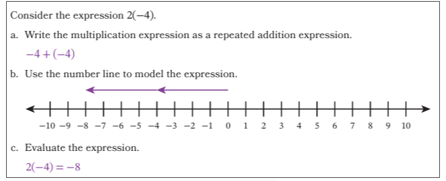 Consider the expression 2(−4).
a. Write the multiplication expression as a repeated addition expression.
−4 + (−4)
b. Use the number line to model the expression.
−10 −9 −8 −7 −6 −5 −4 −3 −2 −1 0 1 2 3 4 5 6 7 8 9 10
c. Evaluate the expression.
2(−4) = −8